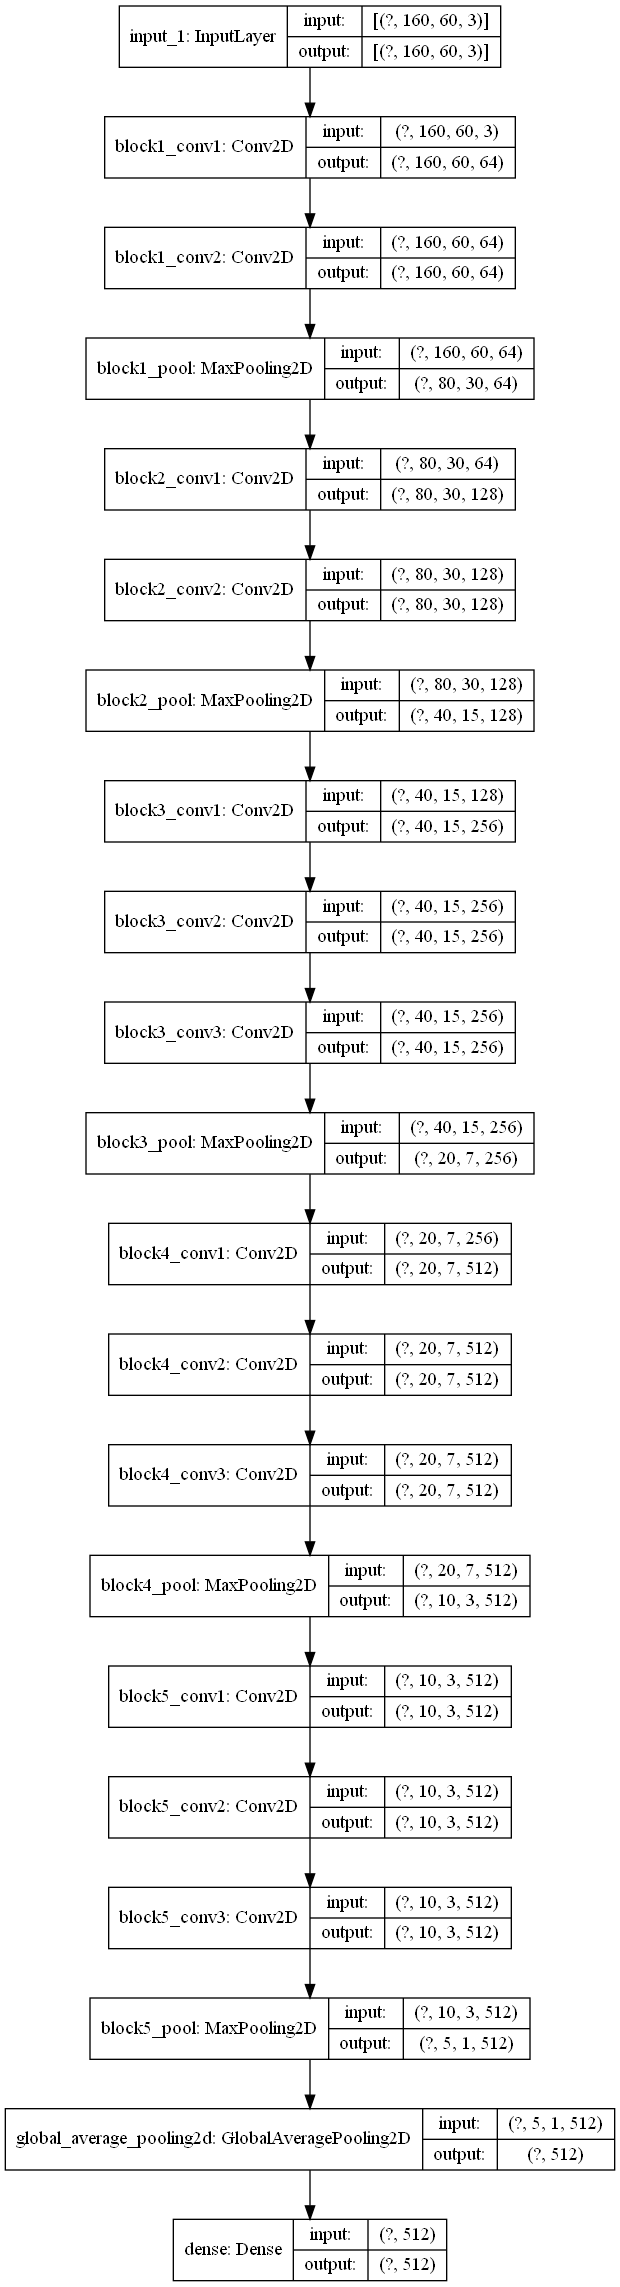 input_1: InputLayer input: [(?, 160, 60, 3)]
output: [(?, 160, 60, 3)]
block1_conv1: Conv2D input: (?, 160, 60, 3)
output: (?, 160, 60, 64)
block1_conv2: Conv2D input: (?, 160, 60, 64)
output: (?, 160, 60, 64)
block1_pool: MaxPooling2D input: (?, 160, 60, 64)
output: (?, 80, 30, 64)
block2_conv1: Conv2D input: (?, 80, 30, 64)
output: (?, 80, 30, 128)
block2_conv2: Conv2D input: (?, 80, 30, 128)
output: (?, 80, 30, 128)
block2_pool: MaxPooling2D input: (?, 80, 30, 128)
output: (?, 40, 15, 128)
block3_conv1: Conv2D input: (?, 40, 15, 128)
output: (?, 40, 15, 256)
block3_conv2: Conv2D input: (?, 40, 15, 256)
output: (?, 40, 15, 256)
block3_conv3: Conv2D input: (?, 40, 15, 256)
output: (?, 40, 15, 256)
block3_pool: MaxPooling2D input: (?, 40, 15, 256)
output: (?, 20, 7, 256)
block4_conv1: Conv2D input: (?, 20, 7, 256)
output: (?, 20, 7, 512)
block4_conv2: Conv2D input: (?, 20, 7, 512)
output: (?, 20, 7, 512)
block4_conv3: Conv2D input: (?, 20, 7, 512)
output: (?, 20, 7, 512)
block4_pool: MaxPooling2D input: (?, 20, 7, 512)
output: (?, 10, 3, 512)
block5_conv1: Conv2D input: (?, 10, 3, 512)
output: (?, 10, 3, 512)
block5_conv2: Conv2D input: (?, 10, 3, 512)
output: (?, 10, 3, 512)
block5_conv3: Conv2D input: (?, 10, 3, 512)
output: (?, 10, 3, 512)
block5_pool: MaxPooling2D input: (?, 10, 3, 512)
output: (?, 5, 1, 512)
global_average_pooling2d: GlobalAveragePooling2D input: (?, 5, 1, 512)
output: (?, 512)
dense: Dense input: (?, 512)
output: (?, 512)